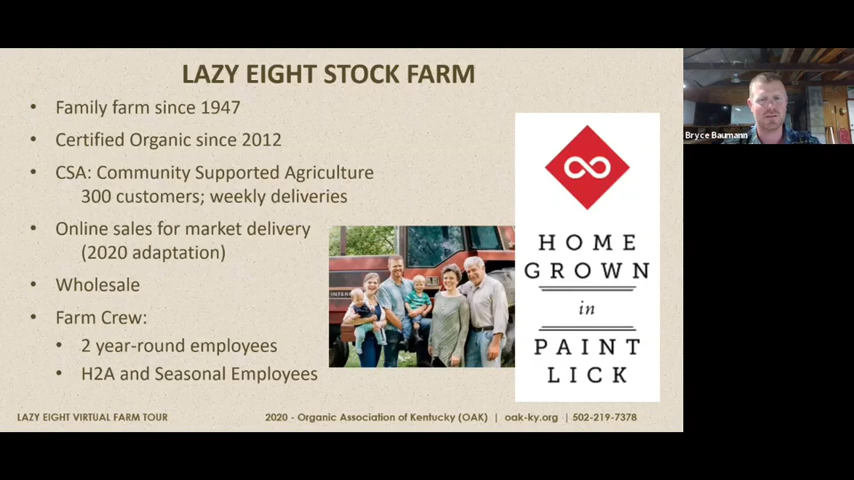 LAZY EIGHT STOCK FARM
• Family farm since 1947
• Certified Organic since 2012
• CSA: Community Supported Agriculture
300 customers; weekly deliveries
• Online sales for market delivery
(2020 adaptation)
• Wholesale
• Farm Crew:
• 2 year-round employees
• H2A and Seasonal Employees
INTERN
HOME
GROWN
in
PAINT
LICK
LAZY EIGHT VIRTUAL FARM TOUR
2020 - Organic Association of Kentucky (OAK) | oak-ky.org | 502-219-7378
Bryce Baumann